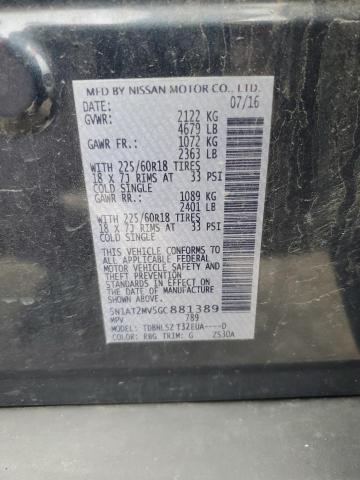 MFD BY NISSAN MOTOR CO., LTD.
DATE: 07/16
GVWR: 2122 KG
4679 LB
GAWR FR.: 1072 KG
2363 LB
WITH 225/60R18 TIRES
18 X 7J RIMS AT 33 PSI
COLD SINGLE
GAWR RR.: 1089 KG
2401 LB
WITH 225/60R18 TIRES
18 X 7J RIMS AT 33 PSI
COLD SINGLE
THIS VEHICLE CONFORMS TO
ALL APPLICABLE FEDERAL
MOTOR VEHICLE SAFETY AND
THEFT PREVENTION STANDARDS
IN EFFECT ON THE DATE OF
MANUFACTURE SHOWN ABOVE.
5N1AT2MV5GC881389
MPV 789
MODEL: TDBNLSZ T32EUA----D
COLOR: RBG TRIM: G 2S30A